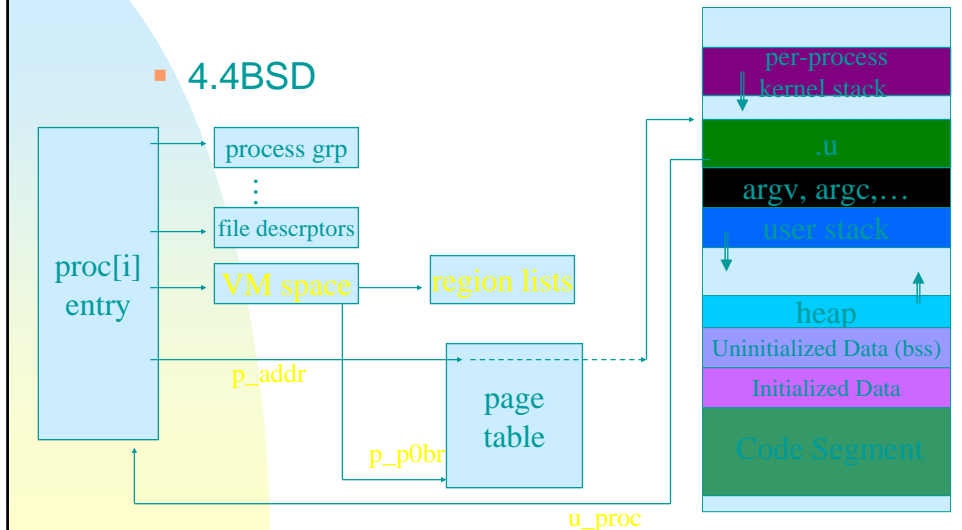 4.4BSD
proc[i]
entry
process grp
⋮
file descrptors
VM space
region lists
p_addr
page
table
p_p0br
u_proc
per-process
kernel stack
.u
argv, argc,…
user stack
heap
Uninitialized Data (bss)
Initialized Data
Code Segment